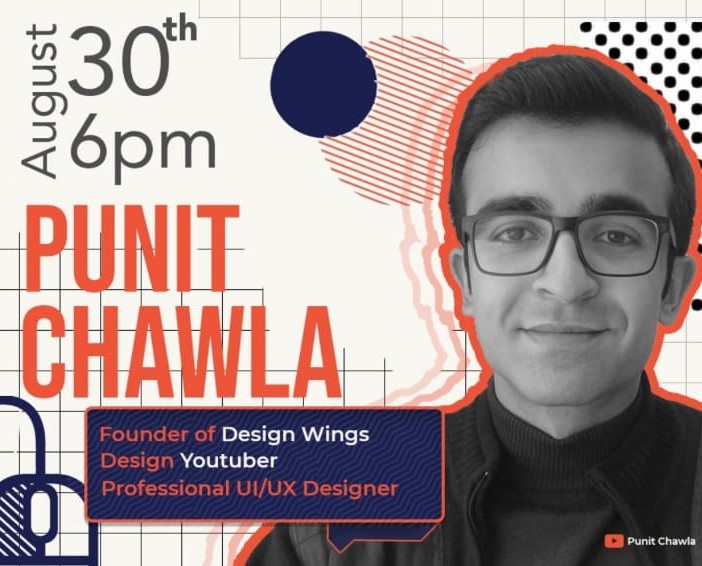 August
30th
6pm
PUNIT
CHAWLA
Founder of Design Wings
Design Youtuber
Professional UI/UX Designer
Punit Chawla